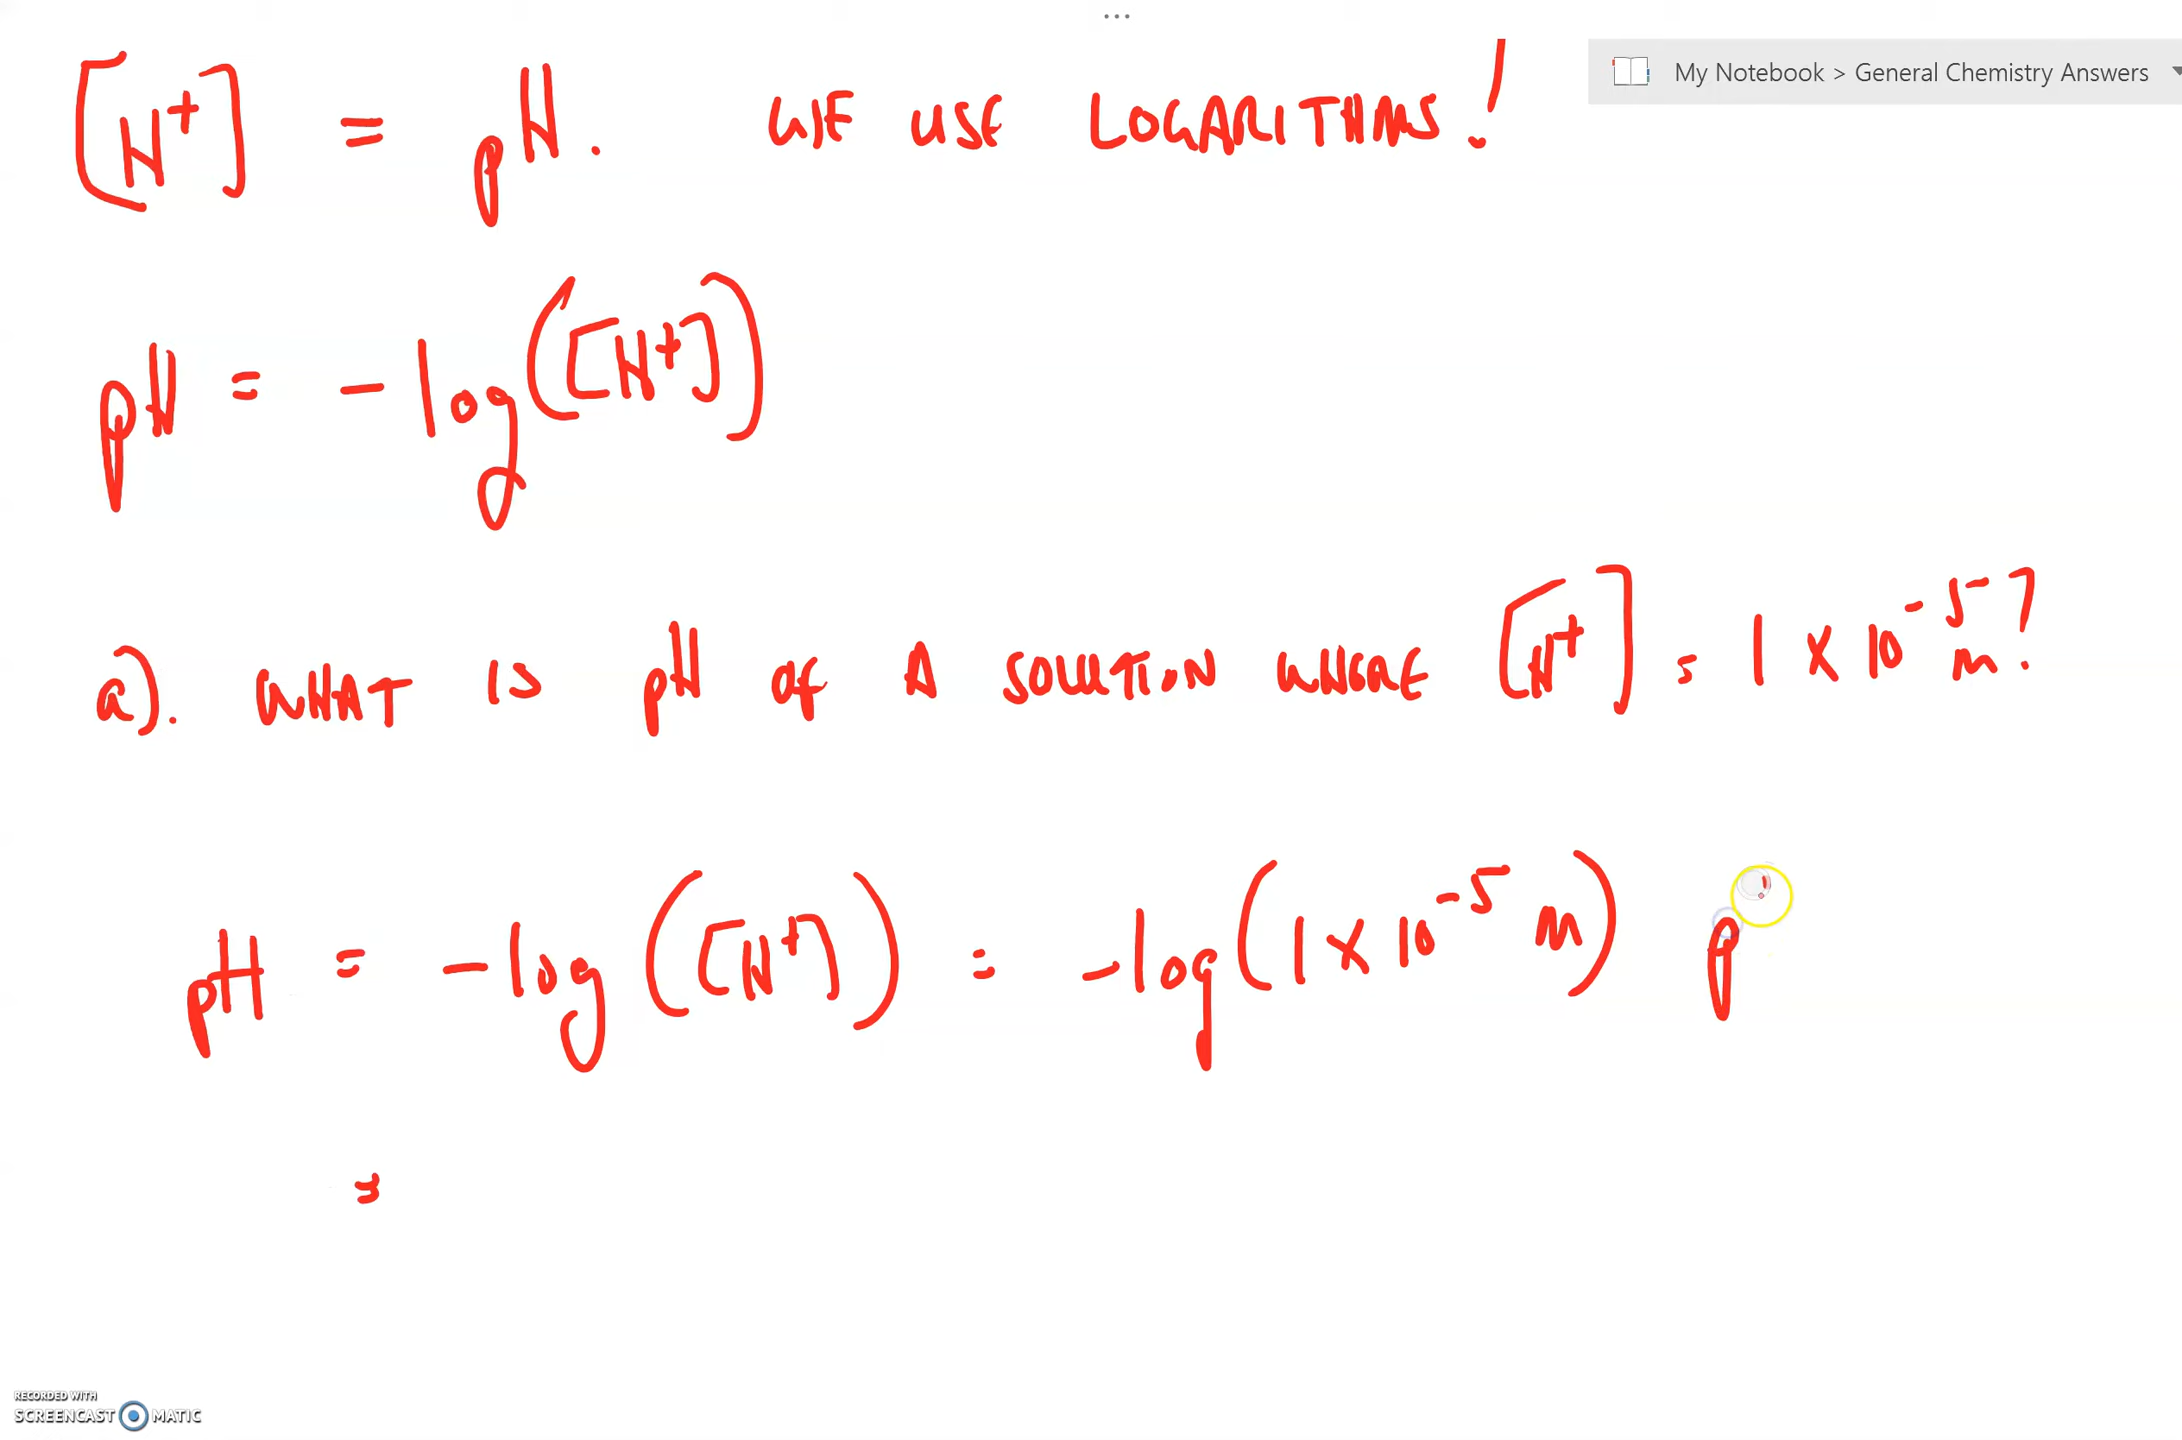 [H⁺] = pH. WE USE LOGARITHMS!
My Notebook > General Chemistry Answers
pH = -log([H⁺])
a). WHAT IS pH of A SOLUTION WHERE [H⁺] = 1 x 10⁻⁵ M?
pH = -log([H⁺]) = -log(1 x 10⁻⁵ M) p
=
RECORDED WITH
SCREENCAST MATIC